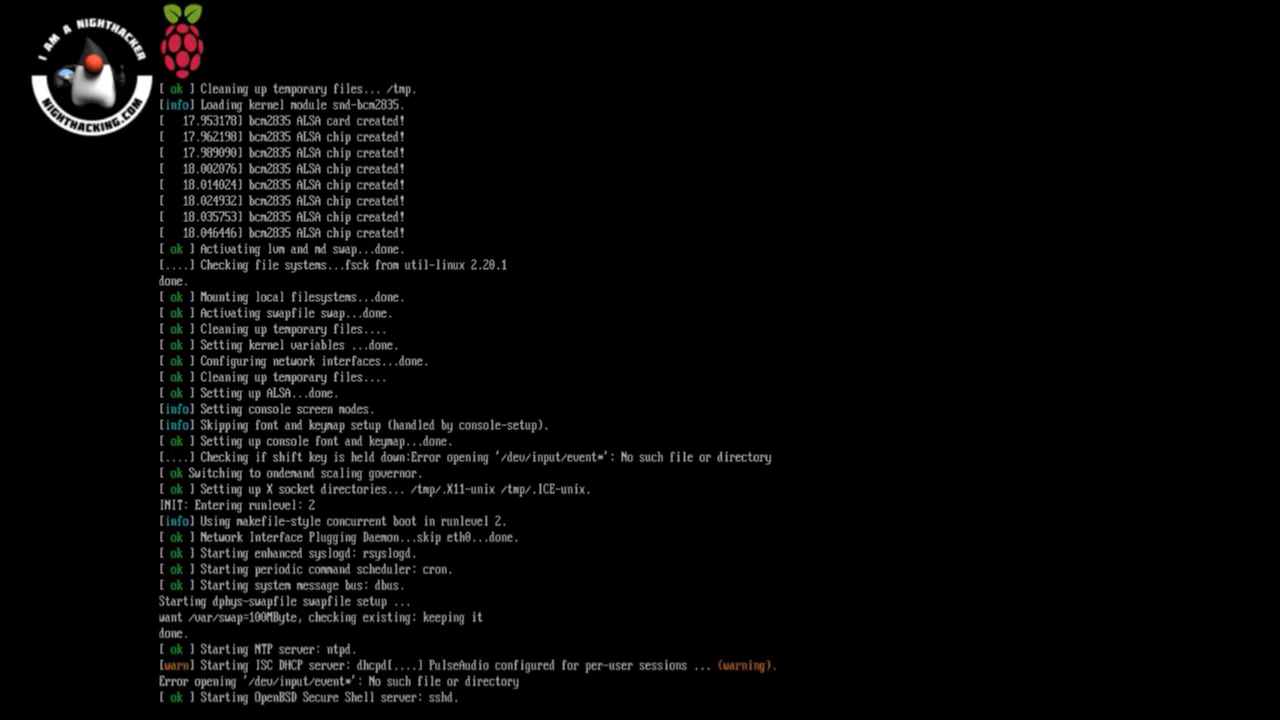 I AM A NIGHTHACKER
NIGHTHACKING.COM
[ ok ] Cleaning up temporary files... /tmp.
[info] Loading kernel module snd-bcm2835.
[   17.953178] bcm2835 ALSA card created!
[   17.962198] bcm2835 ALSA chip created!
[   17.989090] bcm2835 ALSA chip created!
[   18.002076] bcm2835 ALSA chip created!
[   18.014024] bcm2835 ALSA chip created!
[   18.024932] bcm2835 ALSA chip created!
[   18.035753] bcm2835 ALSA chip created!
[   18.046446] bcm2835 ALSA chip created!
[ ok ] Activating lvm and md swap...done.
[....] Checking file systems...fsck from util-linux 2.20.1
done.
[ ok ] Mounting local filesystems...done.
[ ok ] Activating swapfile swap...done.
[ ok ] Cleaning up temporary files....
[ ok ] Setting kernel variables ...done.
[ ok ] Configuring network interfaces...done.
[ ok ] Cleaning up temporary files....
[ ok ] Setting up ALSA...done.
[info] Setting console screen modes.
[info] Skipping font and keymap setup (handled by console-setup).
[ ok ] Setting up console font and keymap...done.
[....] Checking if shift key is held down:Error opening '/dev/input/event*': No such file or directory
[ ok Switching to ondemand scaling governor.
[ ok ] Setting up X socket directories... /tmp/.X11-unix /tmp/.ICE-unix.
INIT: Entering runlevel: 2
[info] Using makefile-style concurrent boot in runlevel 2.
[ ok ] Network Interface Plugging Daemon...skip eth0...done.
[ ok ] Starting enhanced syslogd: rsyslogd.
[ ok ] Starting periodic command scheduler: cron.
[ ok ] Starting system message bus: dbus.
Starting dphys-swapfile swapfile setup ...
want /var/swap=100MByte, checking existing: keeping it
done.
[ ok ] Starting NTP server: ntpd.
[warn] Starting ISC DHCP server: dhcpd[....] PulseAudio configured for per-user sessions ... (warning).
Error opening '/dev/input/event*': No such file or directory
[ ok ] Starting OpenBSD Secure Shell server: sshd.